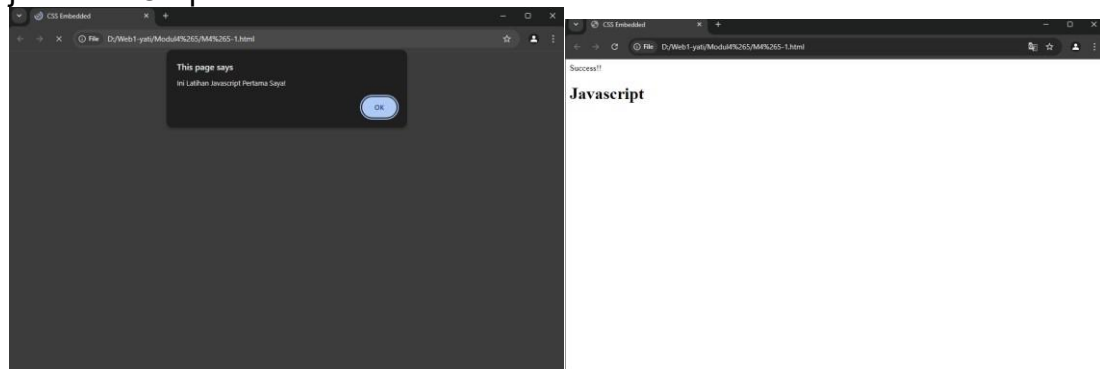 CSS Embedded
File D:/Web1-yati/Modul4%265/M4%265-1.html
This page says
Ini Latihan Javascript Pertama Saya!
OK
CSS Embedded
File D:/Web1-yati/Modul4%265/M4%265-1.html
Success!!
Javascript